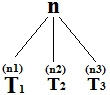 n
(n1) (n2) (n3)
T1 T2 T3